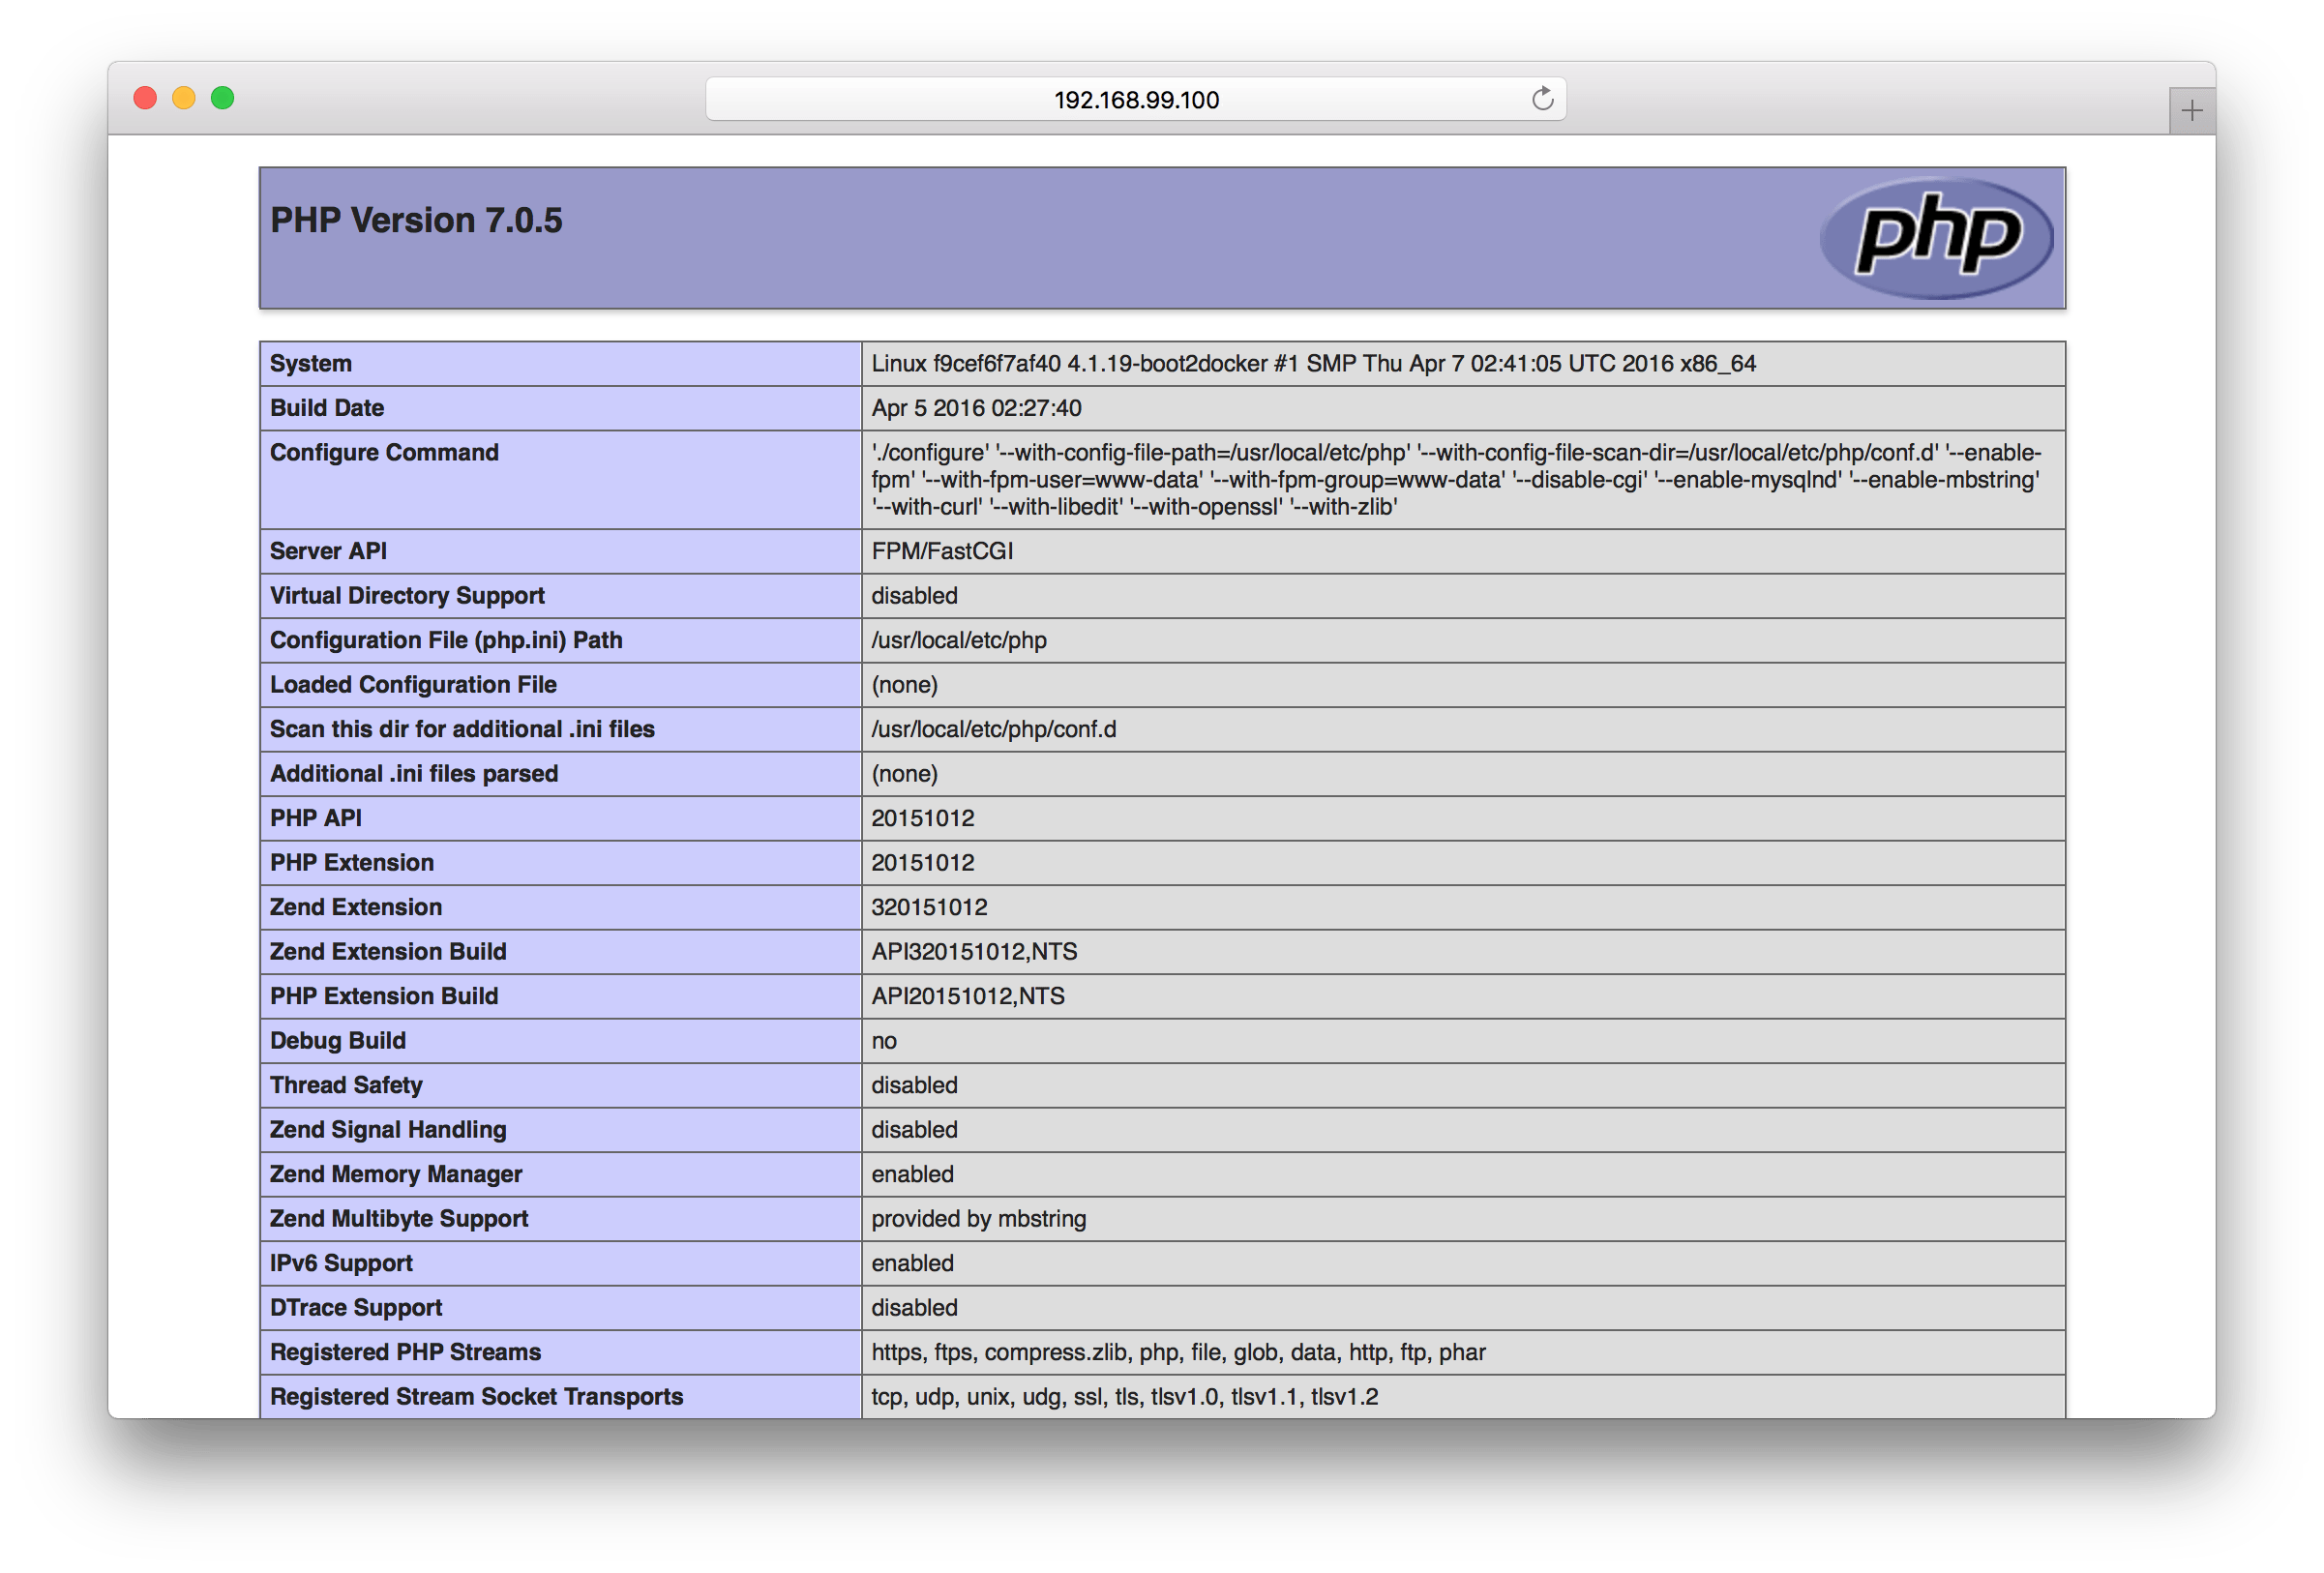 192.168.99.100
PHP Version 7.0.5
php
System Linux f9cef6f7af40 4.1.19-boot2docker #1 SMP Thu Apr 7 02:41:05 UTC 2016 x86_64
Build Date Apr 5 2016 02:27:40
Configure Command './configure' '--with-config-file-path=/usr/local/etc/php' '--with-config-file-scan-dir=/usr/local/etc/php/conf.d' '--enable-
fpm' '--with-fpm-user=www-data' '--with-fpm-group=www-data' '--disable-cgi' '--enable-mysqlnd' '--enable-mbstring'
'--with-curl' '--with-libedit' '--with-openssl' '--with-zlib'
Server API FPM/FastCGI
Virtual Directory Support disabled
Configuration File (php.ini) Path /usr/local/etc/php
Loaded Configuration File (none)
Scan this dir for additional .ini files /usr/local/etc/php/conf.d
Additional .ini files parsed (none)
PHP API 20151012
PHP Extension 20151012
Zend Extension 320151012
Zend Extension Build API320151012,NTS
PHP Extension Build API20151012,NTS
Debug Build no
Thread Safety disabled
Zend Signal Handling disabled
Zend Memory Manager enabled
Zend Multibyte Support provided by mbstring
IPv6 Support enabled
DTrace Support disabled
Registered PHP Streams https, ftps, compress.zlib, php, file, glob, data, http, ftp, phar
Registered Stream Socket Transports tcp, udp, unix, udg, ssl, tls, tlsv1.0, tlsv1.1, tlsv1.2